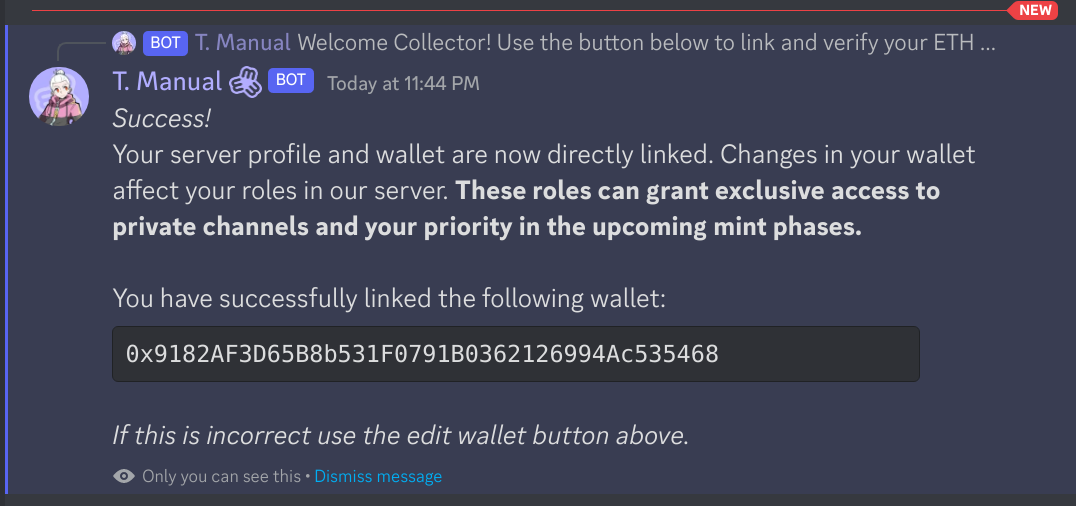 NEW
BOT T. Manual Welcome Collector! Use the button below to link and verify your ETH ...
T. Manual BOT Today at 11:44 PM
Success!
Your server profile and wallet are now directly linked. Changes in your wallet
affect your roles in our server. These roles can grant exclusive access to
private channels and your priority in the upcoming mint phases.
You have successfully linked the following wallet:
0x9182AF3D65B8b531F0791B0362126994Ac535468
If this is incorrect use the edit wallet button above.
Only you can see this • Dismiss message